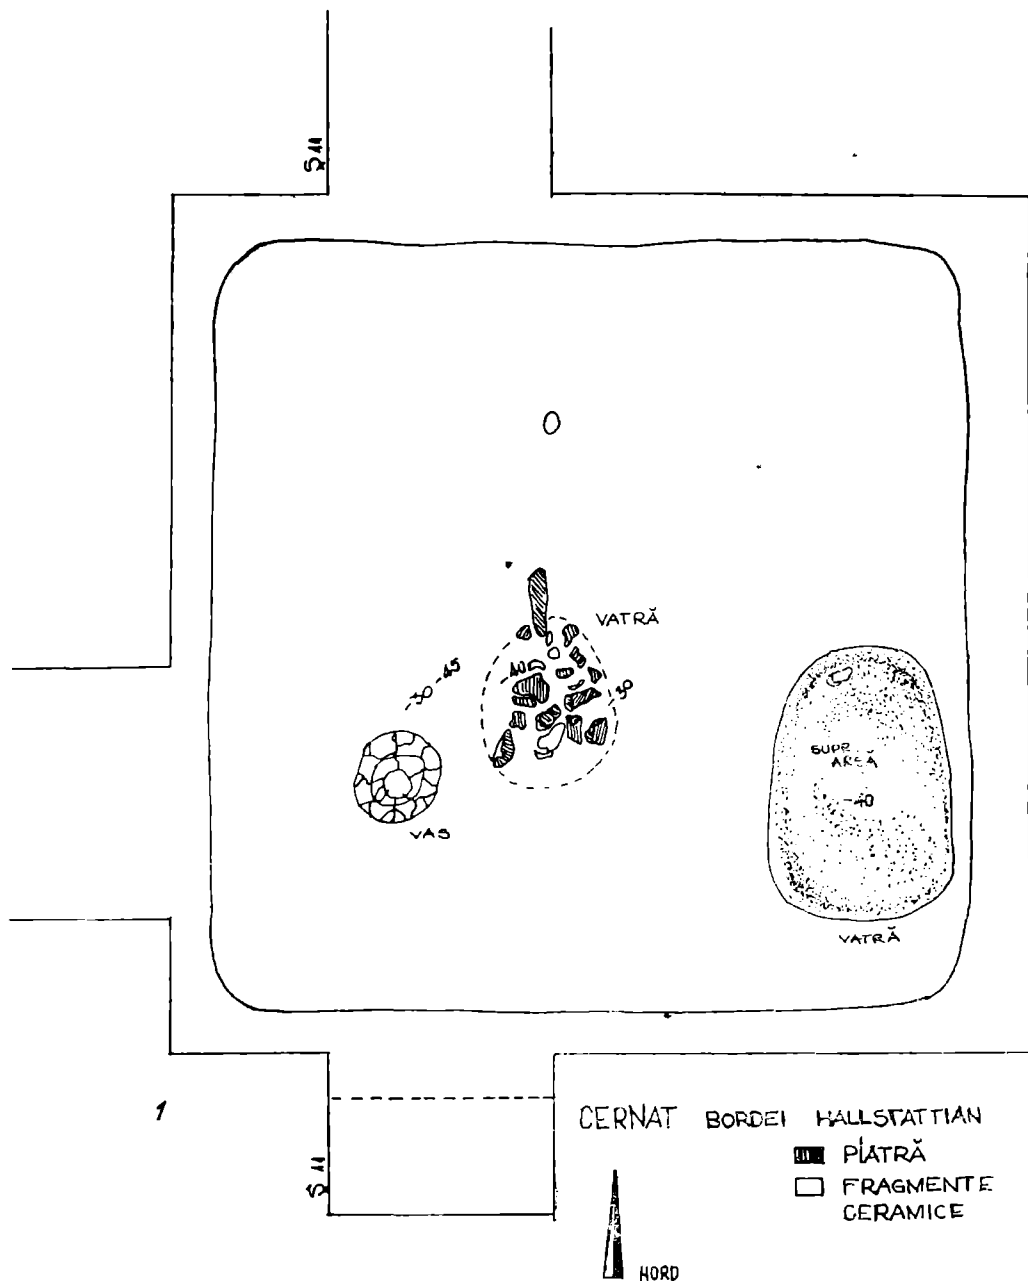 S 11
VATRĂ
-45
-30
-40
-30
SUPR
ARSĂ
-40
VAS
VATRĂ
1
CERNAT BORDEI HALLSTATTIAN
PIATRĂ
FRAGMENTE
CERAMICE
S 11
NORD